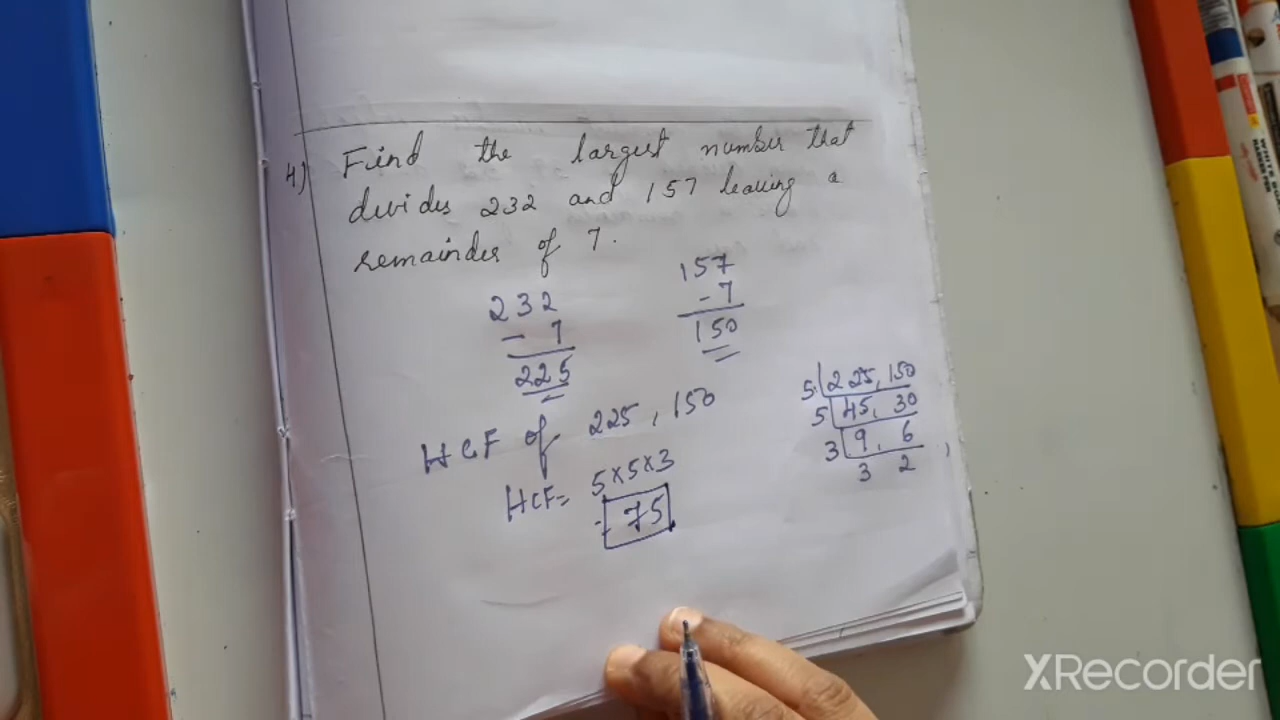 4) Find the largest number that
divides 232 and 157 leaving a
remainder of 7.
232
- 7
225
157
- 7
150
HCF of 225, 150
HCF= 5×5×3
= 75
5 225, 150
5 45, 30
3 9, 6
3 2
XRecorder